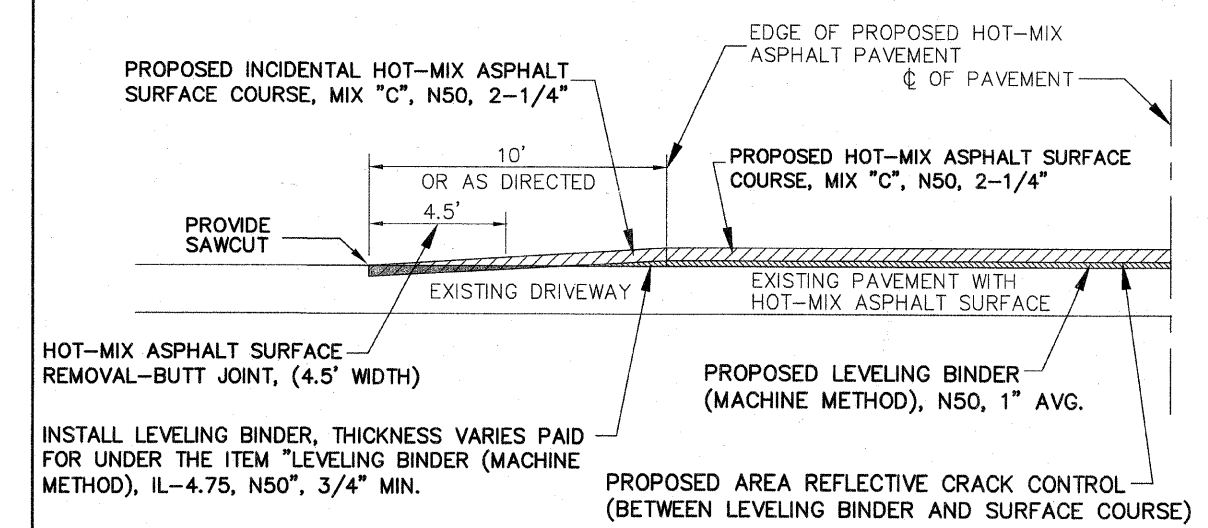 EDGE OF PROPOSED HOT-MIX
ASPHALT PAVEMENT
℄ OF PAVEMENT
PROPOSED INCIDENTAL HOT-MIX ASPHALT
SURFACE COURSE, MIX "C", N50, 2-1/4"
10'
OR AS DIRECTED
PROPOSED HOT-MIX ASPHALT SURFACE
COURSE, MIX "C", N50, 2-1/4"
4.5'
PROVIDE
SAWCUT
EXISTING DRIVEWAY
EXISTING PAVEMENT WITH
HOT-MIX ASPHALT SURFACE
HOT-MIX ASPHALT SURFACE
REMOVAL-BUTT JOINT, (4.5' WIDTH)
PROPOSED LEVELING BINDER
(MACHINE METHOD), N50, 1" AVG.
INSTALL LEVELING BINDER, THICKNESS VARIES PAID
FOR UNDER THE ITEM "LEVELING BINDER (MACHINE
METHOD), IL-4.75, N50", 3/4" MIN.
PROPOSED AREA REFLECTIVE CRACK CONTROL
(BETWEEN LEVELING BINDER AND SURFACE COURSE)